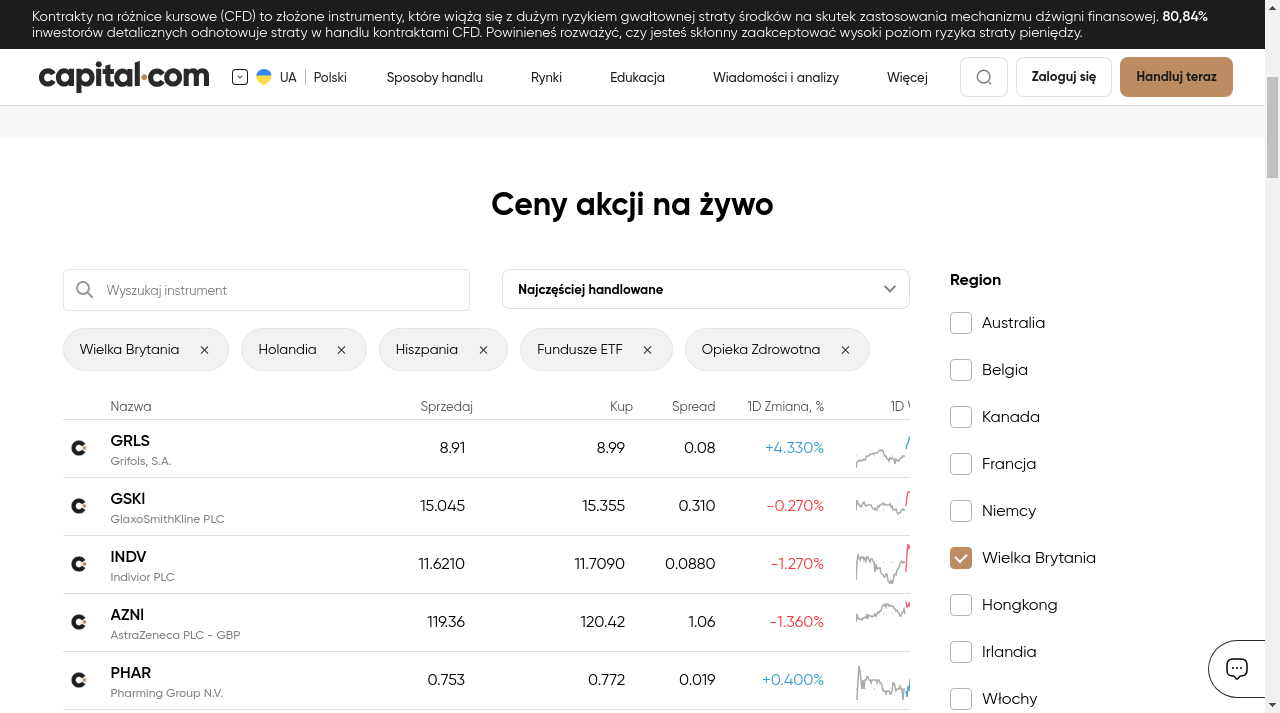 Kontrakty na różnice kursowe (CFD) to złożone instrumenty, które wiążą się z dużym ryzykiem gwałtownej straty środków na skutek zastosowania mechanizmu dźwigni finansowej. 80,84%
inwestorów detalicznych odnotowuje straty w handlu kontraktami CFD. Powinieneś rozważyć, czy jesteś skłonny zaakceptować wysoki poziom ryzyka straty pieniędzy.
capital.com UA Polski Sposoby handlu Rynki Edukacja Wiadomości i analizy Więcej Zaloguj się Handluj teraz
Ceny akcji na żywo
Wyszukaj instrument Najczęściej handlowane
Wielka Brytania Holandia Hiszpania Fundusze ETF Opieka Zdrowotna
Nazwa Sprzedaj Kup Spread 1D Zmiana, % 1D
GRLS 8.91 8.99 0.08 +4.330%
Grifols, S.A.
GSKl 15.045 15.355 0.310 -0.270%
GlaxoSmithKline PLC
INDV 11.6210 11.7090 0.0880 -1.270%
Indivior PLC
AZNl 119.36 120.42 1.06 -1.360%
AstraZeneca PLC - GBP
PHAR 0.753 0.772 0.019 +0.400%
Pharming Group N.V.
Region
Australia
Belgia
Kanada
Francja
Niemcy
Wielka Brytania
Hongkong
Irlandia
Włochy